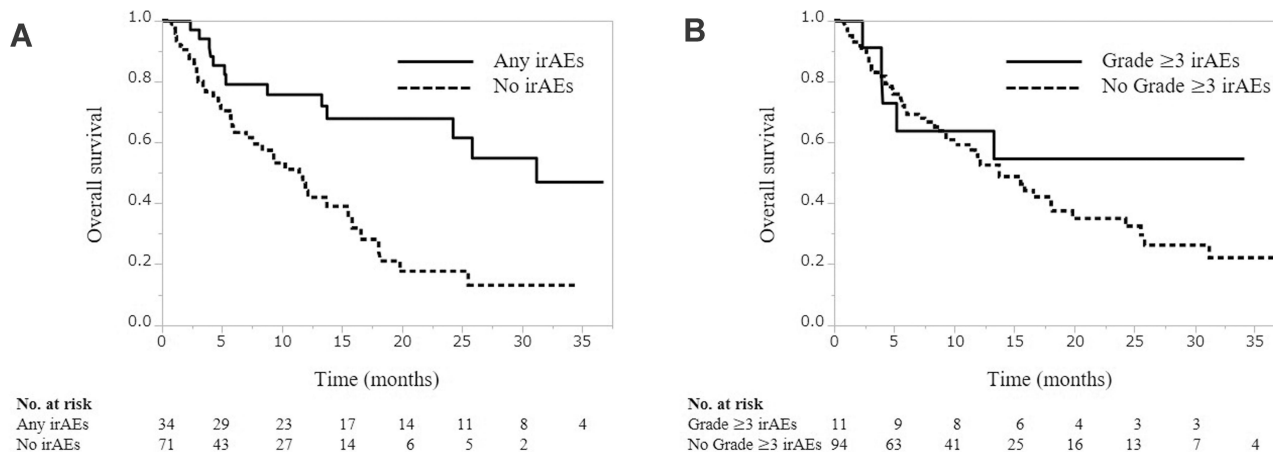 A
1.0
0.8
0.6
0.4
0.2
0.0
Overall survival
Any irAEs
No irAEs
0 5 10 15 20 25 30 35
Time (months)
No. at risk
Any irAEs 34 29 23 17 14 11 8 4
No irAEs 71 43 27 14 6 5 2
B
1.0
0.8
0.6
0.4
0.2
0.0
Overall survival
Grade ≥3 irAEs
No Grade ≥3 irAEs
0 5 10 15 20 25 30 35
Time (months)
No. at risk
Grade ≥3 irAEs 11 9 8 6 4 3 3
No Grade ≥3 irAEs 94 63 41 25 16 13 7 4